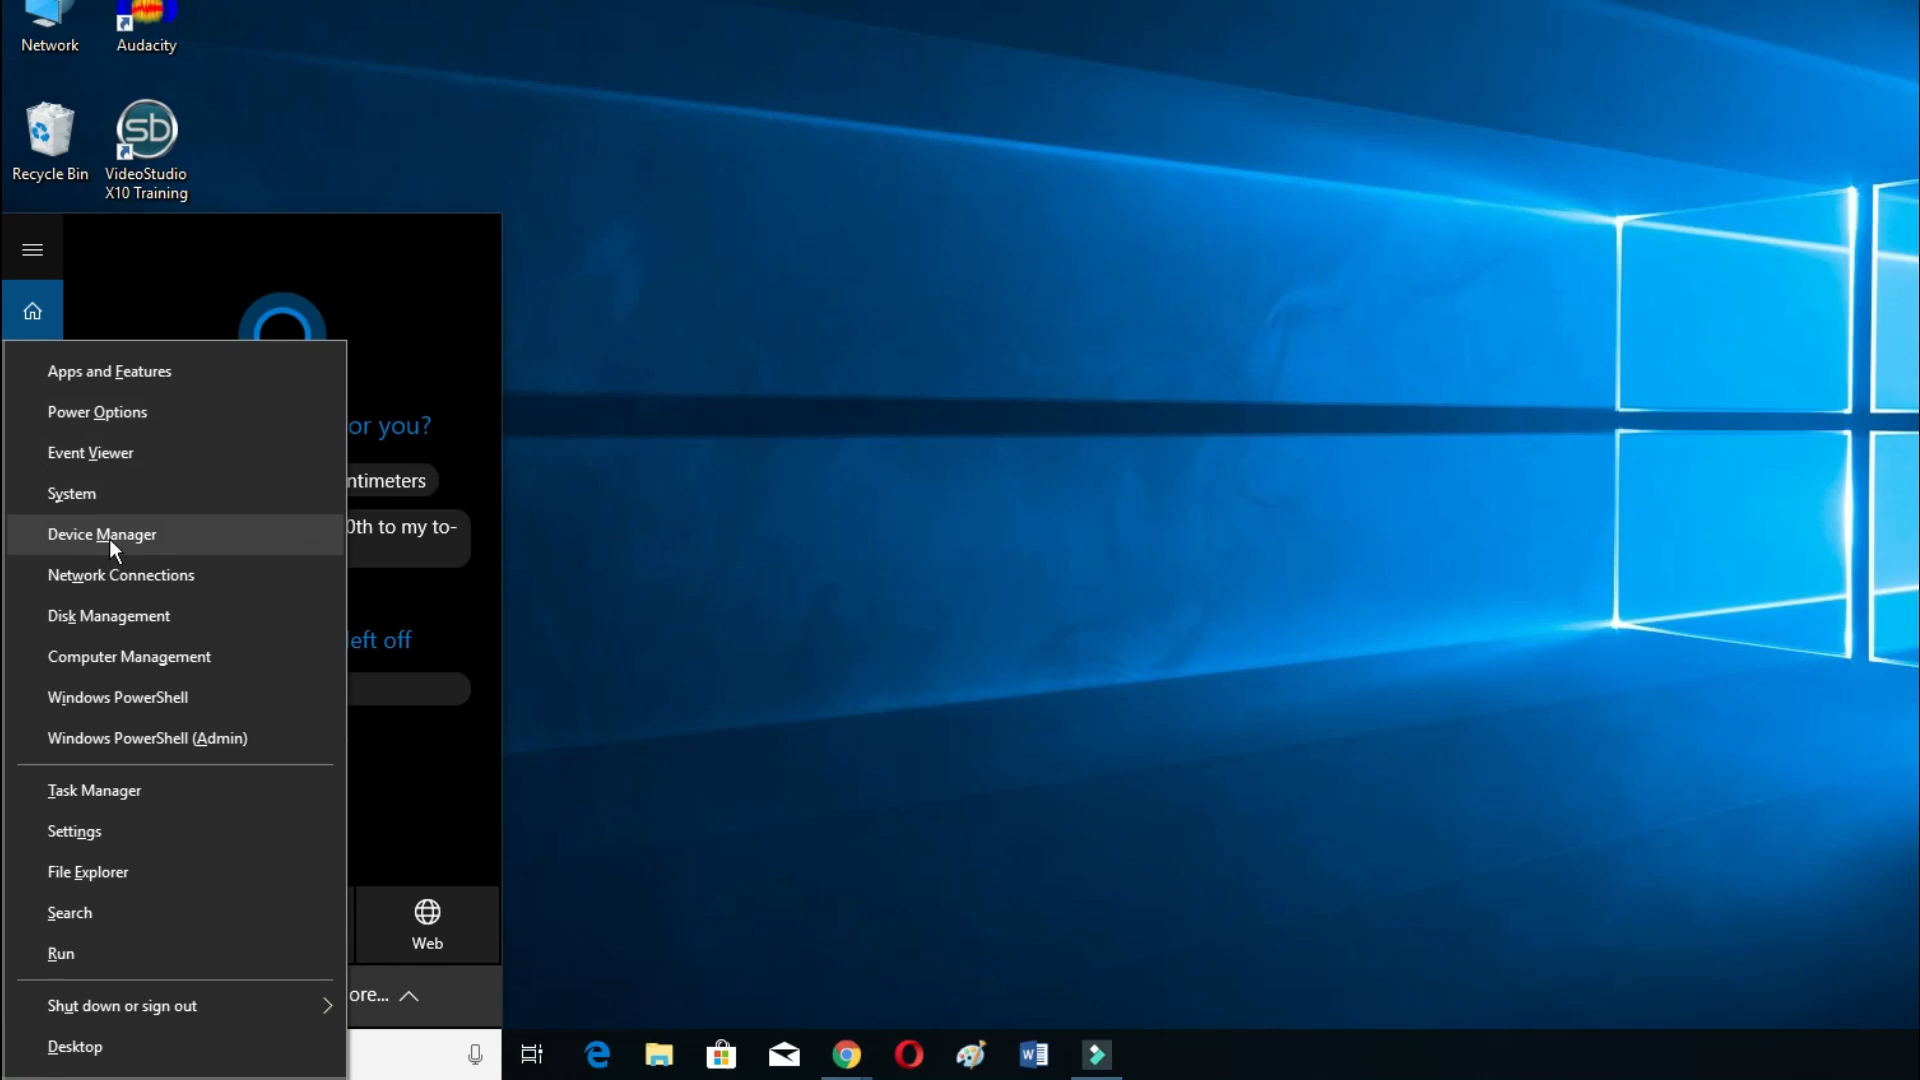 Network
Audacity
Recycle Bin
VideoStudio
X10 Training
sb
Apps and Features
Power Options
Event Viewer
System
Device Manager
Network Connections
Disk Management
Computer Management
Windows PowerShell
Windows PowerShell (Admin)
Task Manager
Settings
File Explorer
Search
Run
Shut down or sign out
Desktop
or you?
ntimeters
0th to my to-
left off
Web
ore...
W